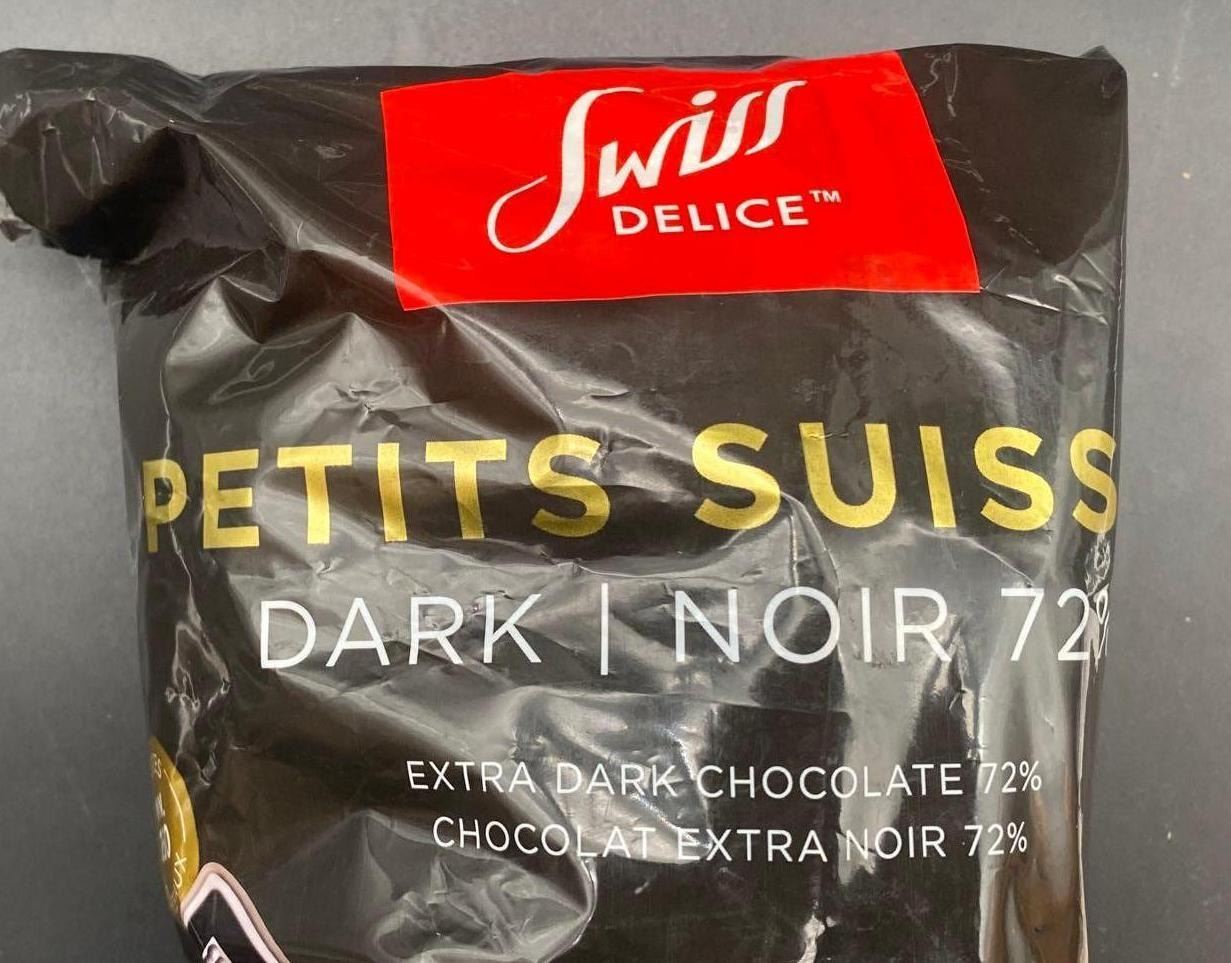 Swiss
DELICE™
PETITS SUISS
DARK | NOIR 72%
EXTRA DARK CHOCOLATE 72%
CHOCOLAT EXTRA NOIR 72%